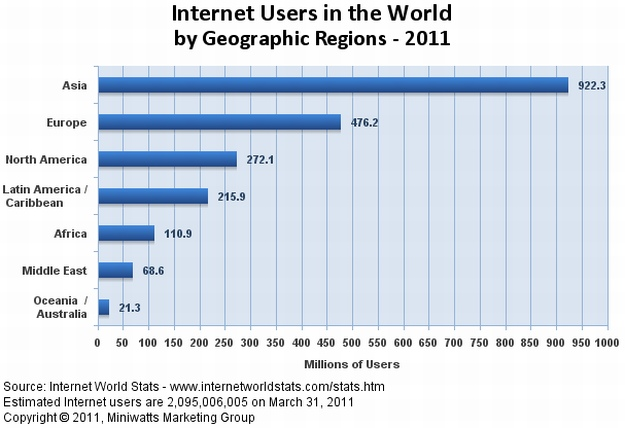 Internet Users in the World
by Geographic Regions - 2011
Asia
922.3
Europe
476.2
North America
272.1
Latin America /
Caribbean
215.9
Africa
110.9
Middle East
68.6
Oceania /
Australia
21.3
0 50 100 150 200 250 300 350 400 450 500 550 600 650 700 750 800 850 900 950 1000
Millions of Users
Source: Internet World Stats - www.internetworldstats.com/stats.htm
Estimated Internet users are 2,095,006,005 on March 31, 2011
Copyright © 2011, Miniwatts Marketing Group